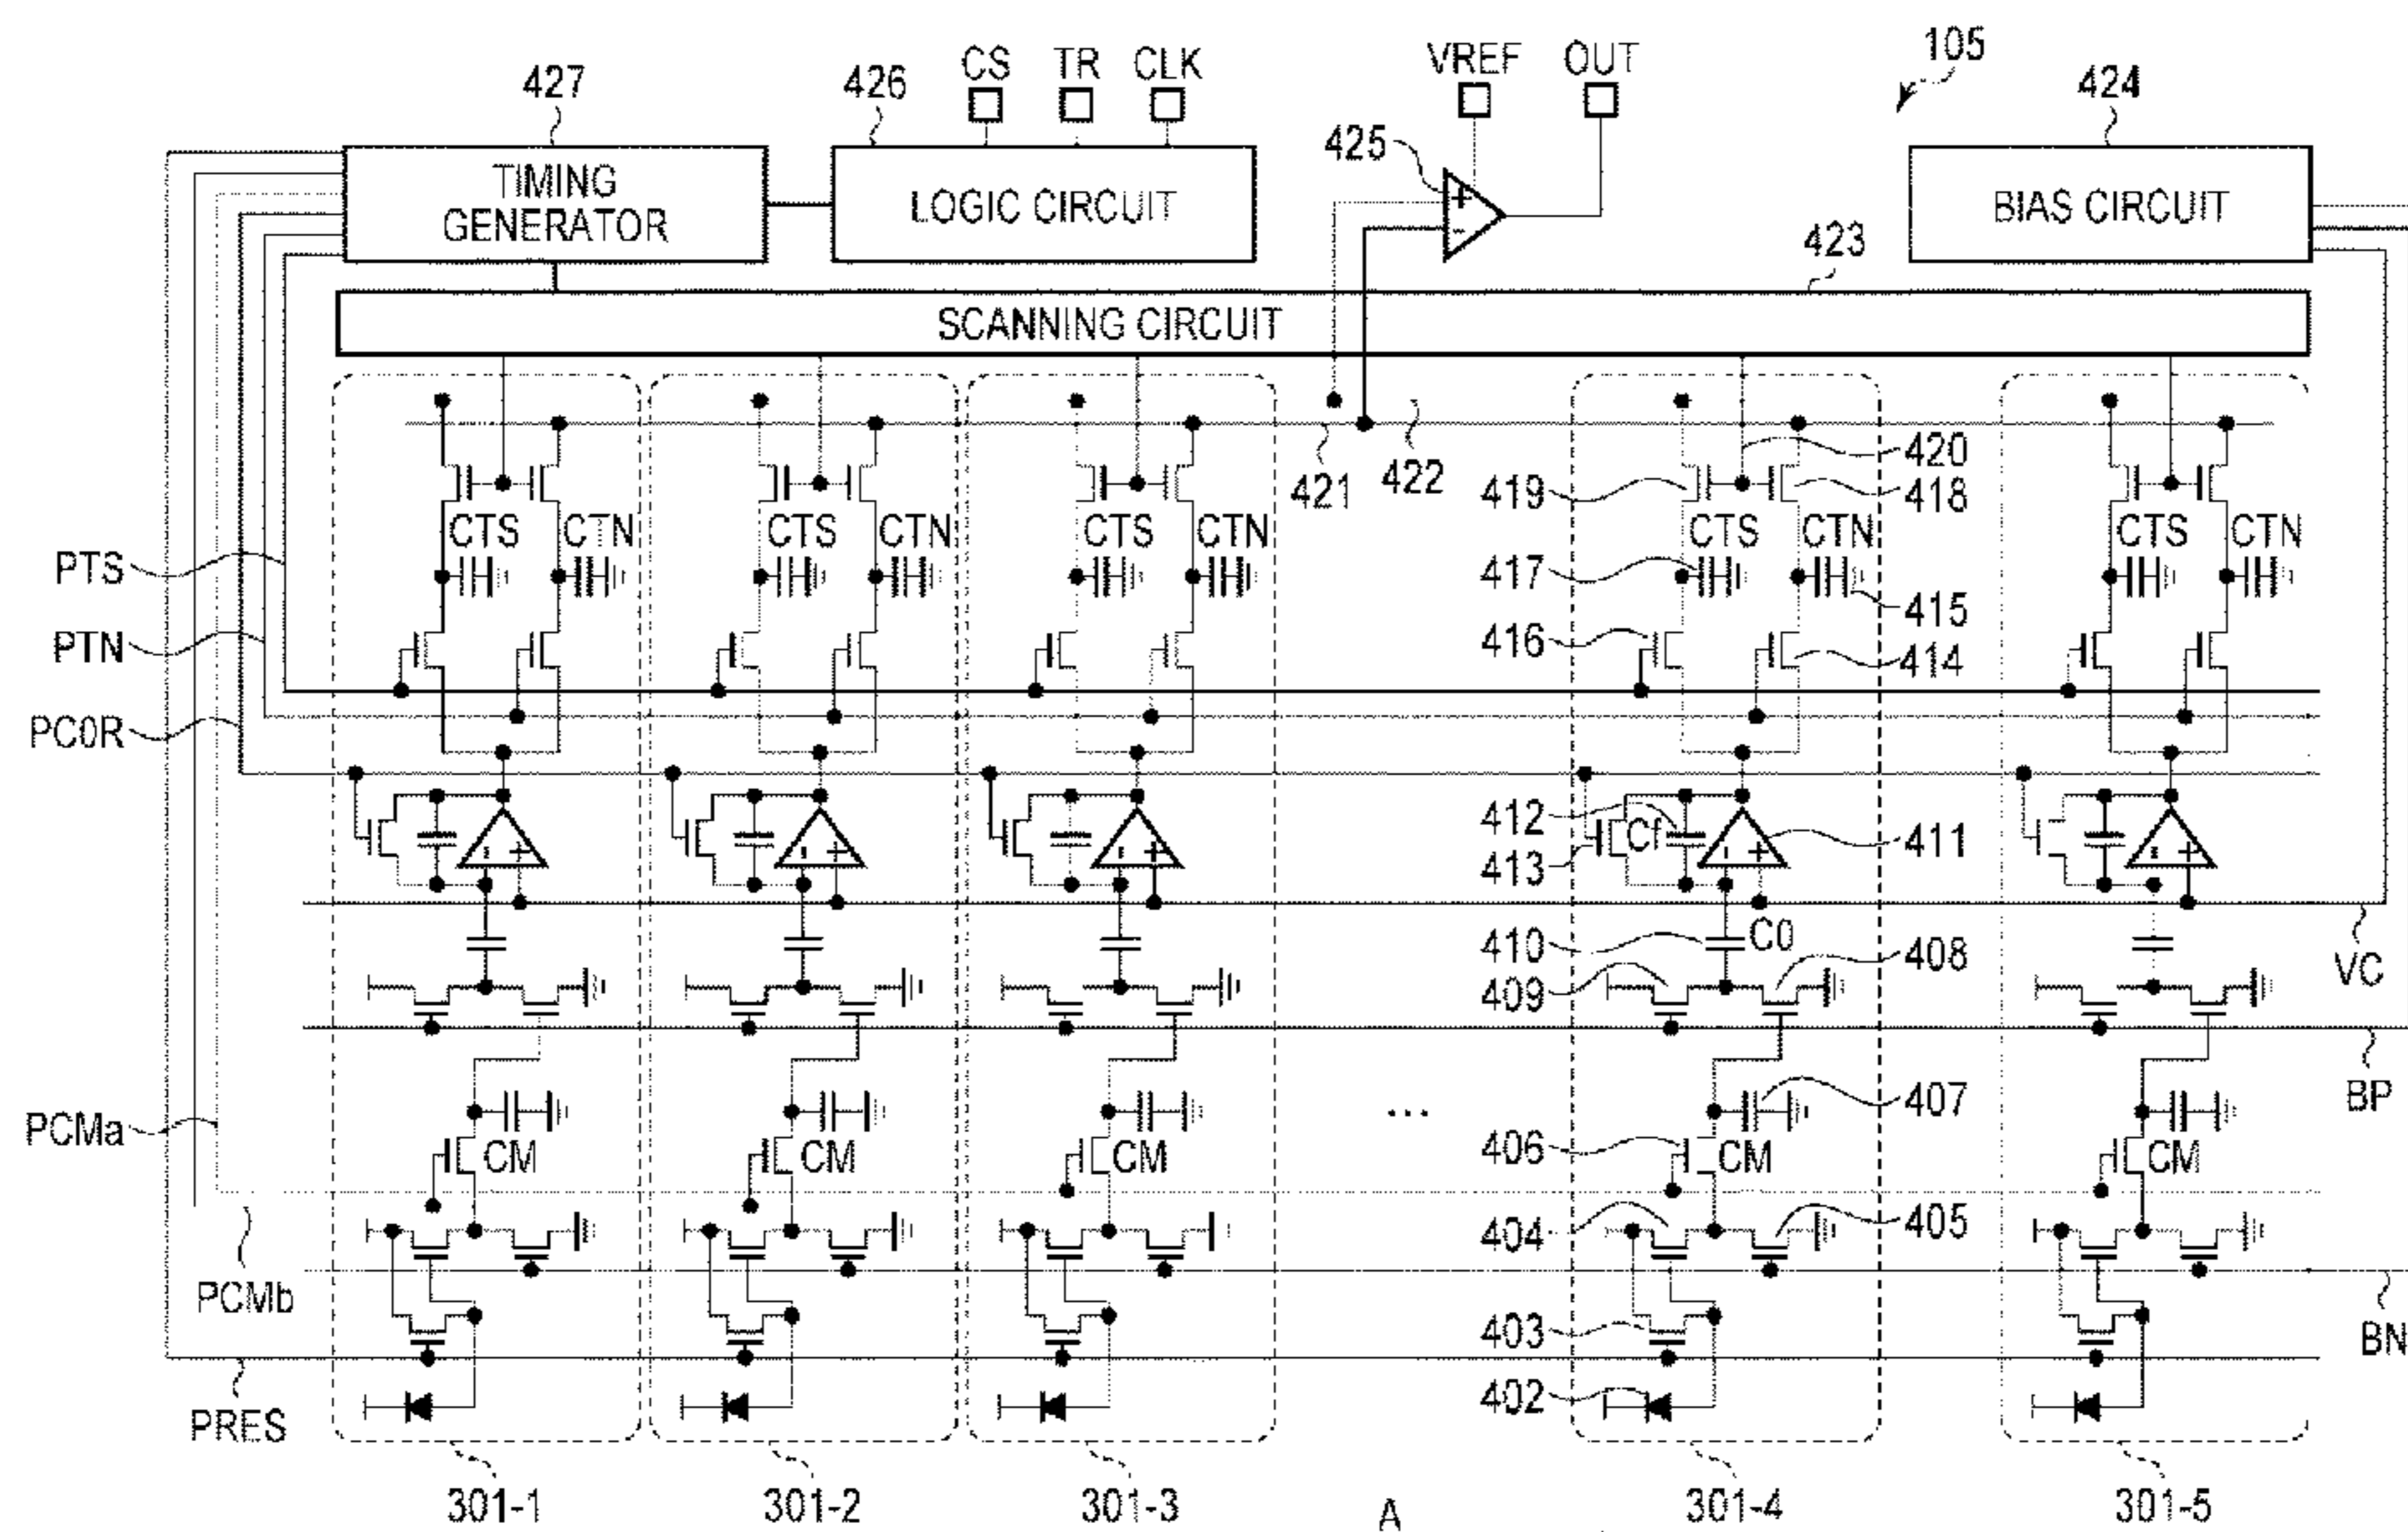 105
427
426
CS
TR
CLK
VREF
OUT
424
425
TIMING
GENERATOR
LOGIC CIRCUIT
+
-
BIAS CIRCUIT
423
SCANNING CIRCUIT
420
421
422
419
418
CTS CTN CTS CTN CTS CTN CTS CTN CTS CTN
PTS
417
415
PTN
416
414
PC0R
412
Cf
411
413
- + - + - + - + - +
410
C0
408
409
VC
BP
PCMa
...
407
406
CM CM CM CM CM
404
405
PCMb
403
BN
402
PRES
301-1 301-2 301-3 A 301-4 301-5